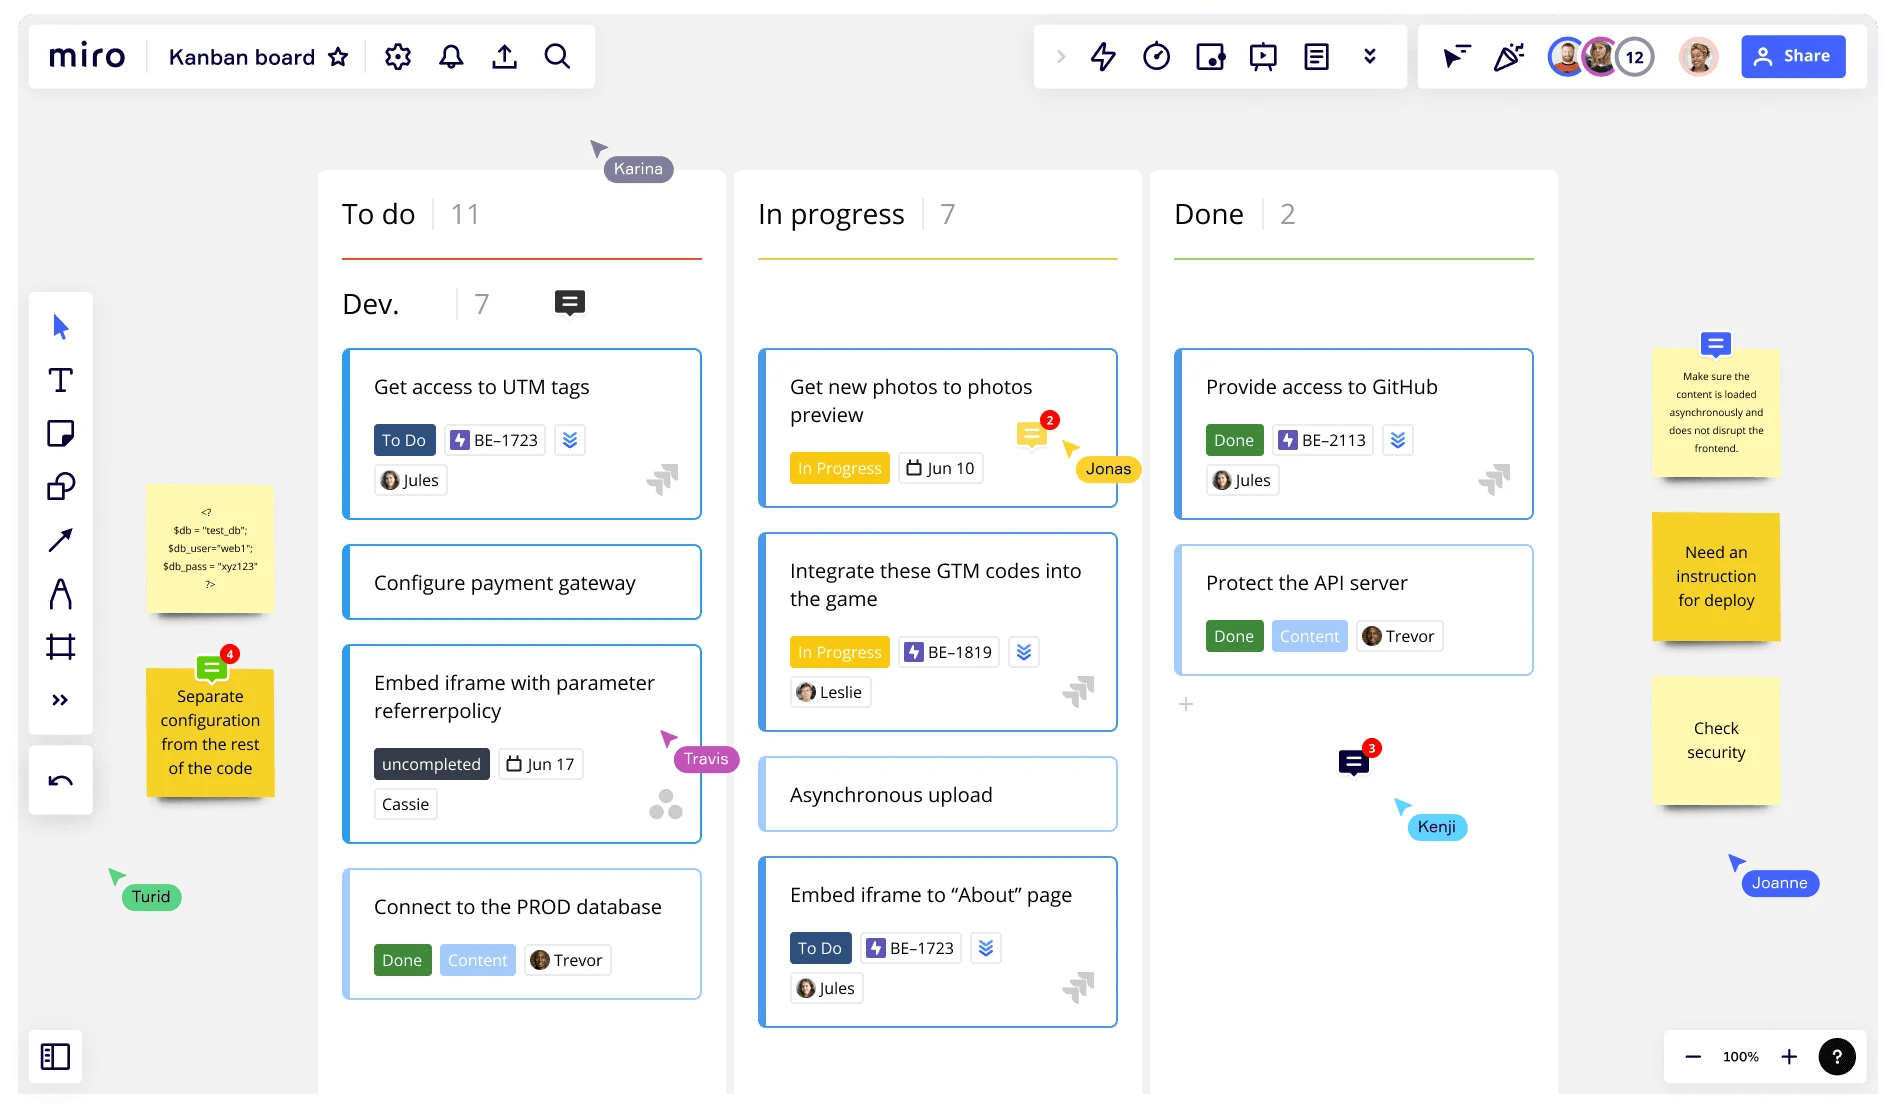 miro
Kanban board
12
Share
Karina
To do 11
Dev. 7
Get access to UTM tags
To Do BE–1723
Jules
Configure payment gateway
Embed iframe with parameter
referrerpolicy
uncompleted Jun 17
Cassie
Travis
Connect to the PROD database
Done Content Trevor
In progress 7
Get new photos to photos
preview
2
In Progress Jun 10
Jonas
Integrate these GTM codes into
the game
In Progress BE–1819
Leslie
Asynchronous upload
Embed iframe to “About” page
To Do BE–1723
Jules
Done 2
Provide access to GitHub
Done BE–2113
Jules
Protect the API server
Done Content Trevor
+
3
Kenji
<?
$db = "test_db";
$db_user="web1";
$db_pass = "xyz123"
?>
4
Separate
configuration
from the rest
of the code
Turid
Make sure the
content is loaded
asynchronously and
does not disrupt the
frontend.
Need an
instruction
for deploy
Check
security
Joanne
− 100% + ?